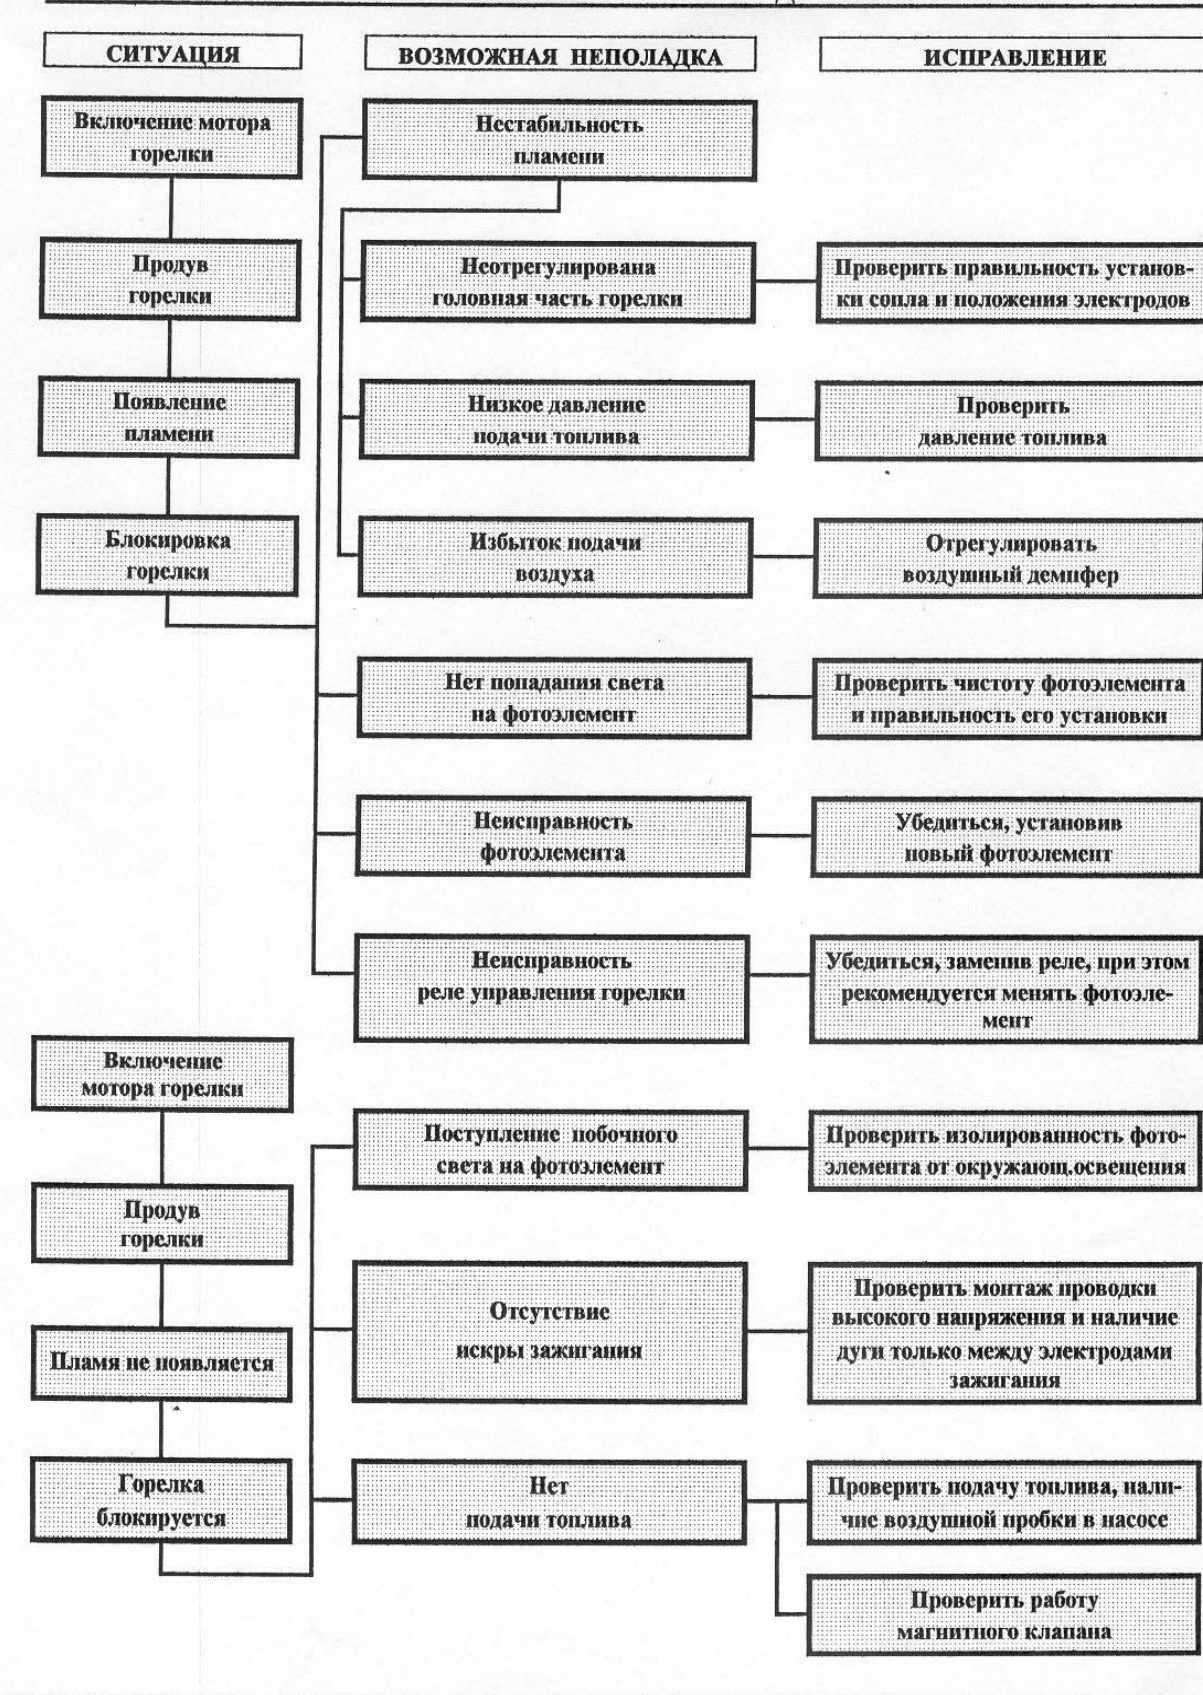 СИТУАЦИЯ
ВОЗМОЖНАЯ НЕПОЛАДКА
ИСПРАВЛЕНИЕ
Включение мотора
горелки
Продув
горелки
Появление
пламени
Блокировка
горелки
Нестабильность
пламени
Неотрегулирована
головная часть горелки
Проверить правильность установ-
ки сопла и положения электродов
Низкое давление
подачи топлива
Проверить
давление топлива
Избыток подачи
воздуха
Отрегулировать
воздушный демпфер
Нет попадания света
на фотоэлемент
Проверить чистоту фотоэлемента
и правильность его установки
Неисправность
фотоэлемента
Убедиться, установив
новый фотоэлемент
Неисправность
реле управления горелки
Убедиться, заменив реле, при этом
рекомендуется менять фотоэле-
мент
Включение
мотора горелки
Продув
горелки
Пламя не появляется
Горелка
блокируется
Поступление побочного
света на фотоэлемент
Проверить изолированность фото-
элемента от окружающ.освещения
Отсутствие
искры зажигания
Проверить монтаж проводки
высокого напряжения и наличие
дуги только между электродами
зажигания
Нет
подачи топлива
Проверить подачу топлива, нали-
чие воздушной пробки в насосе
Проверить работу
магнитного клапана